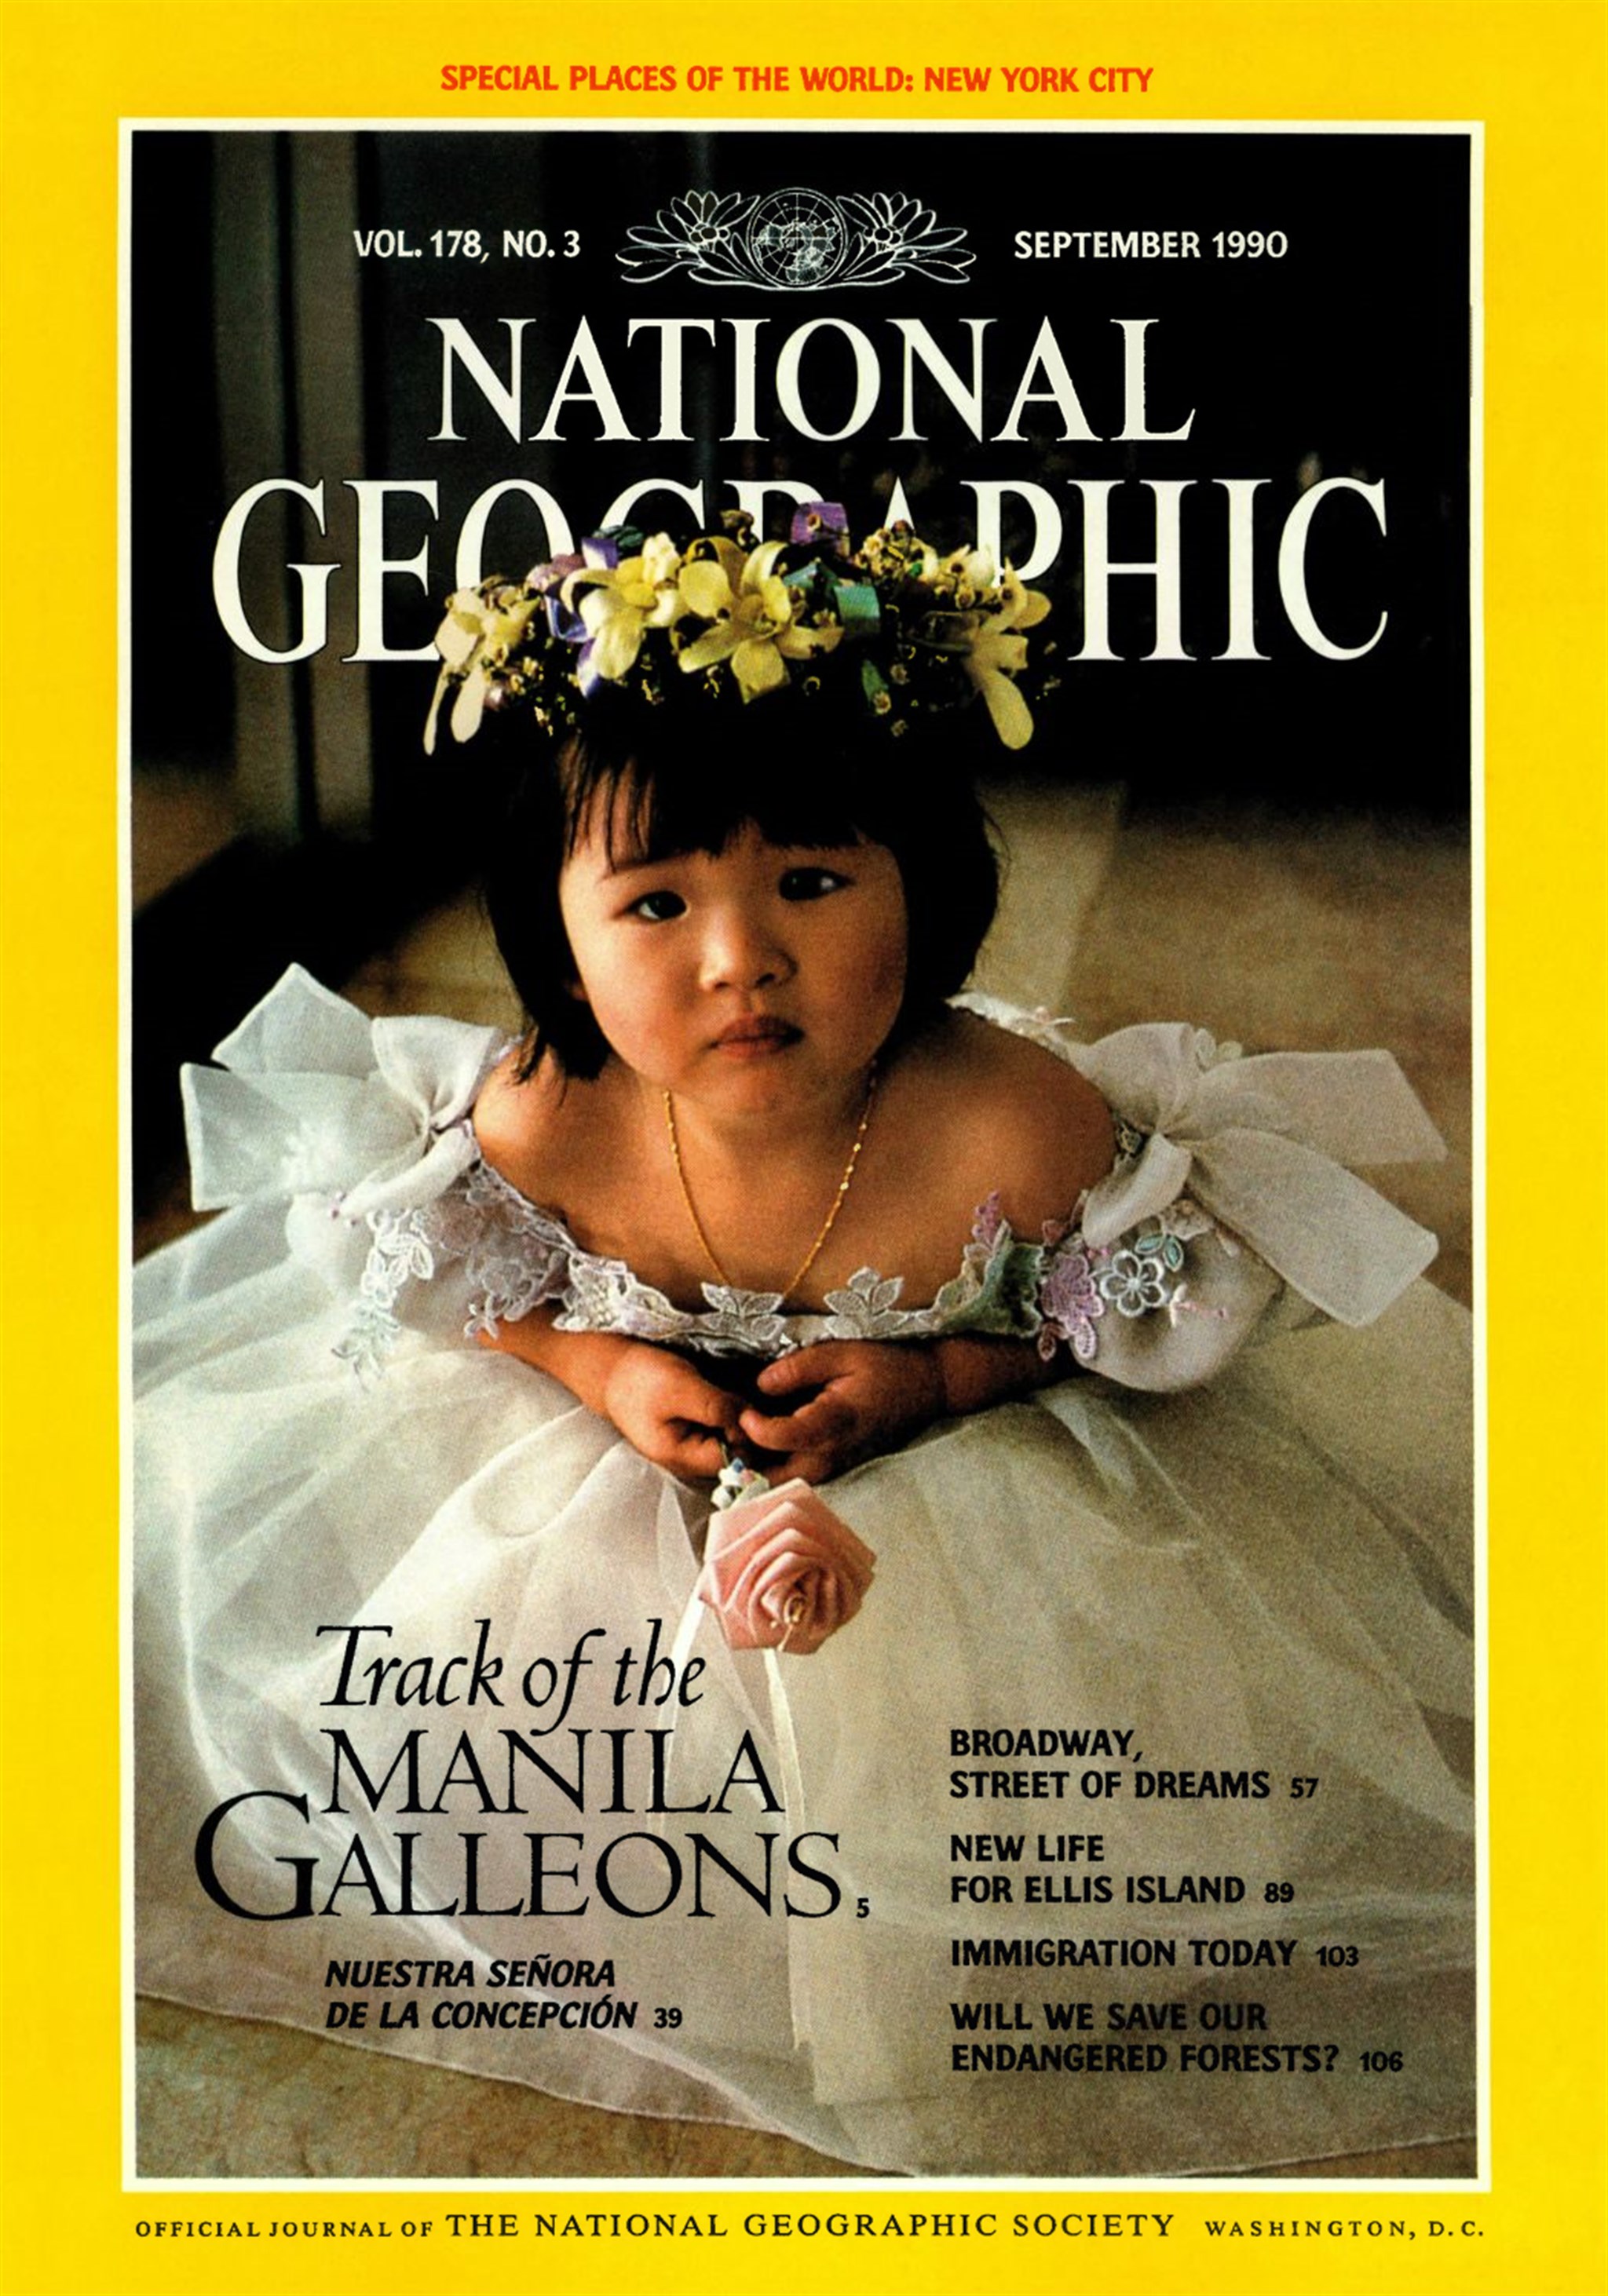 SPECIAL PLACES OF THE WORLD: NEW YORK CITY
VOL. 178, NO. 3
SEPTEMBER 1990
NATIONAL
GEOGRAPHIC
Track of the
MANILA
GALLEONS 5
NUESTRA SEÑORA
DE LA CONCEPCIÓN 39
BROADWAY,
STREET OF DREAMS 57
NEW LIFE
FOR ELLIS ISLAND 89
IMMIGRATION TODAY 103
WILL WE SAVE OUR
ENDANGERED FORESTS? 106
OFFICIAL JOURNAL OF THE NATIONAL GEOGRAPHIC SOCIETY WASHINGTON, D.C.